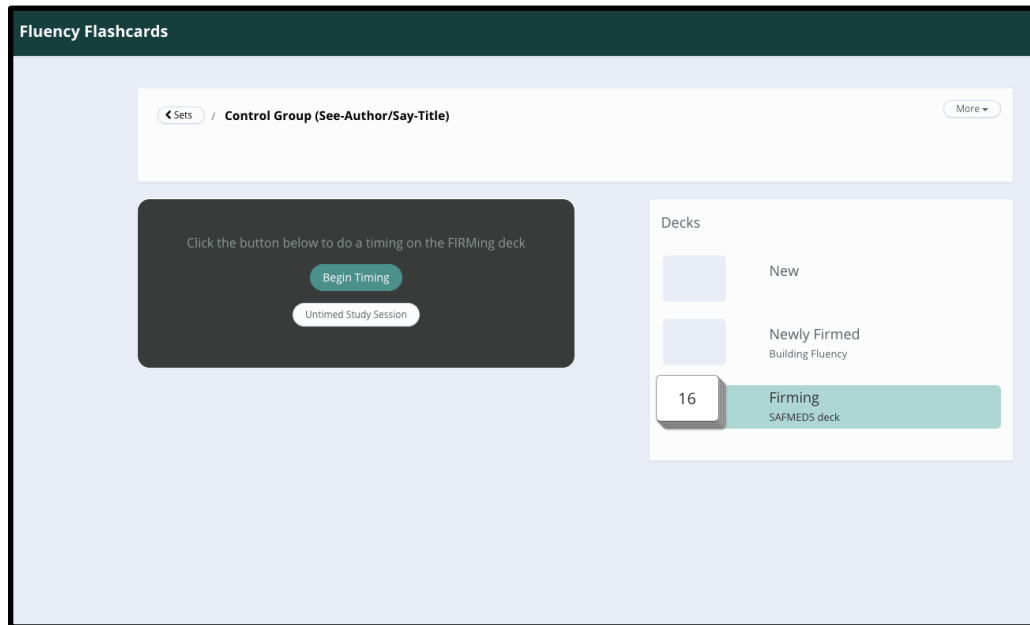 Fluency Flashcards
Sets / Control Group (See-Author/Say-Title)
More
Click the button below to do a timing on the FIRMing deck
Begin Timing
Untimed Study Session
Decks
New
Newly Firmed
Building Fluency
16
Firming
SAFMEDS deck